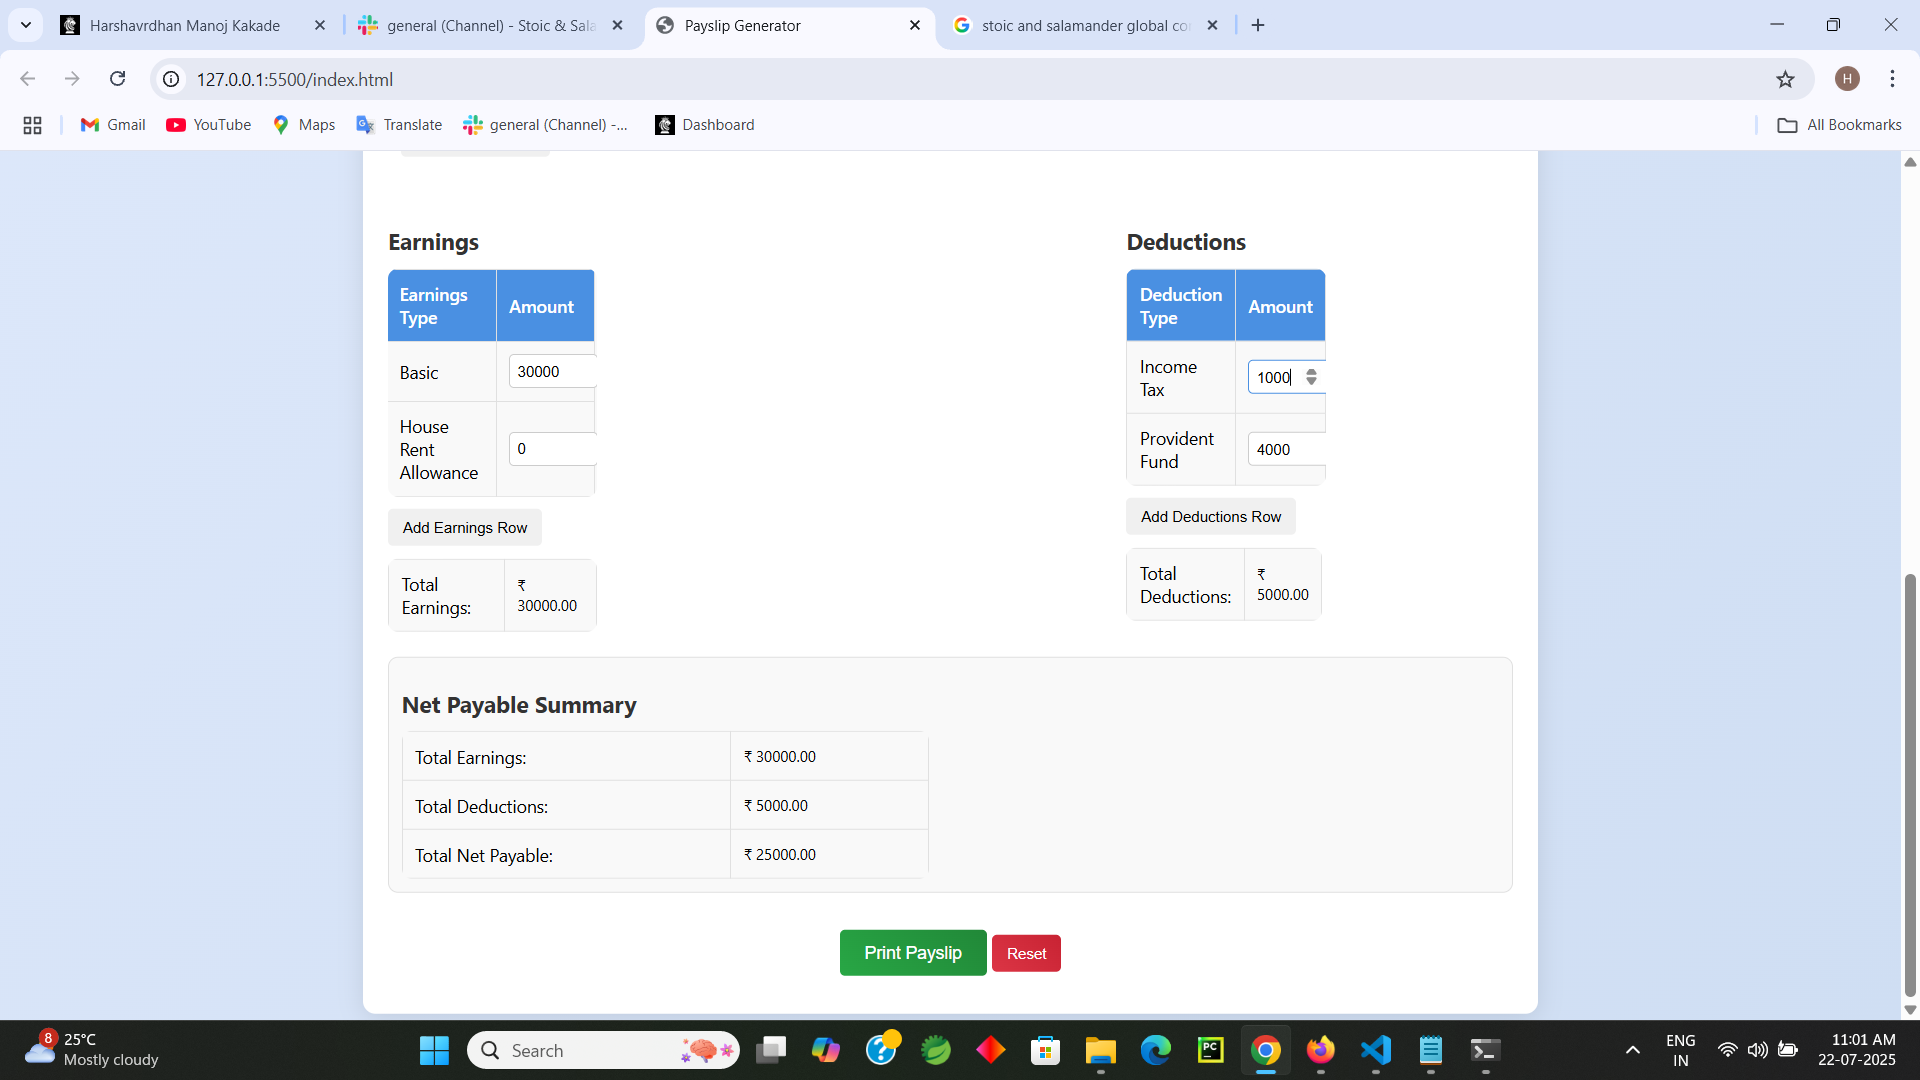 Harshavrdhan Manoj Kakade
general (Channel) - Stoic & Sala
Payslip Generator
stoic and salamander global co
127.0.0.1:5500/index.html
H
Gmail
YouTube
Maps
Translate
general (Channel) -...
Dashboard
All Bookmarks
Earnings
Earnings
Type
Amount
Basic
30000
House
Rent
Allowance
0
Add Earnings Row
Total
Earnings:
₹
30000.00
Deductions
Deduction
Type
Amount
Income
Tax
1000
Provident
Fund
4000
Add Deductions Row
Total
Deductions:
₹
5000.00
Net Payable Summary
Total Earnings:
₹ 30000.00
Total Deductions:
₹ 5000.00
Total Net Payable:
₹ 25000.00
Print Payslip
Reset
8
25°C
Mostly cloudy
Search
PC
ENG
IN
11:01 AM
22-07-2025